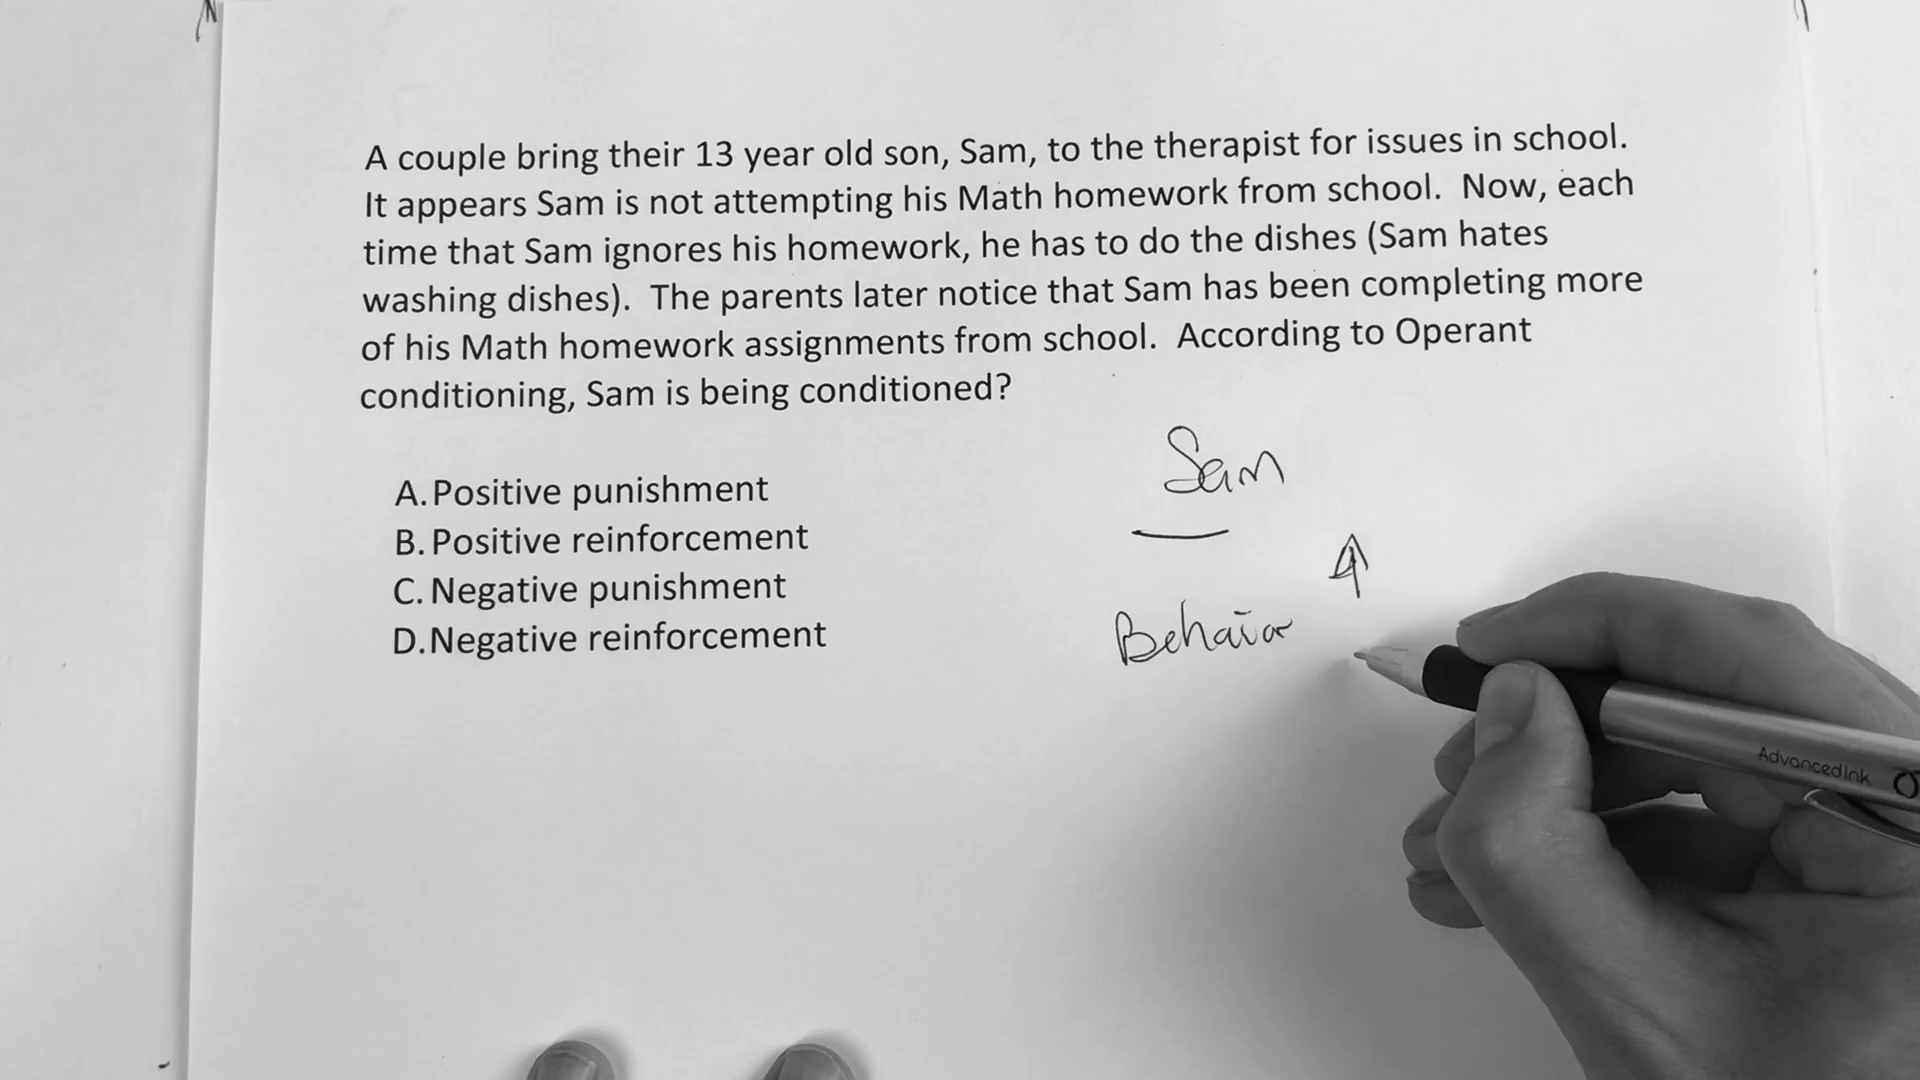 A couple bring their 13 year old son, Sam, to the therapist for issues in school.
It appears Sam is not attempting his Math homework from school.  Now, each
time that Sam ignores his homework, he has to do the dishes (Sam hates
washing dishes).  The parents later notice that Sam has been completing more
of his Math homework assignments from school.  According to Operant
conditioning, Sam is being conditioned?
Sam
A. Positive punishment
B. Positive reinforcement
C. Negative punishment
D. Negative reinforcement
Behavior
AdvancedInk